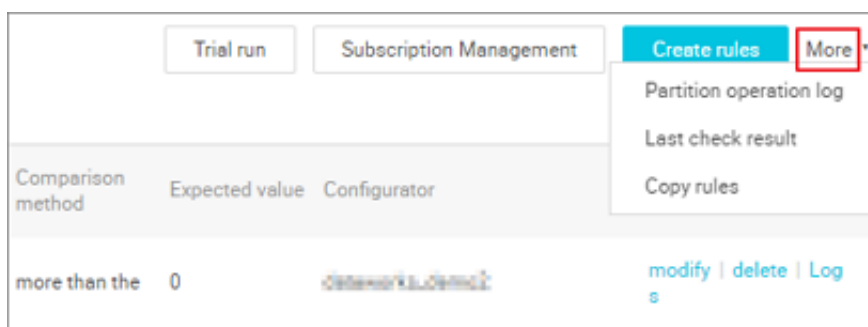 Trial run
Subscription Management
Create rules
More
Partition operation log
Last check result
Copy rules
Comparison
method
Expected value
Configurator
more than the
0
modify | delete | Log
s